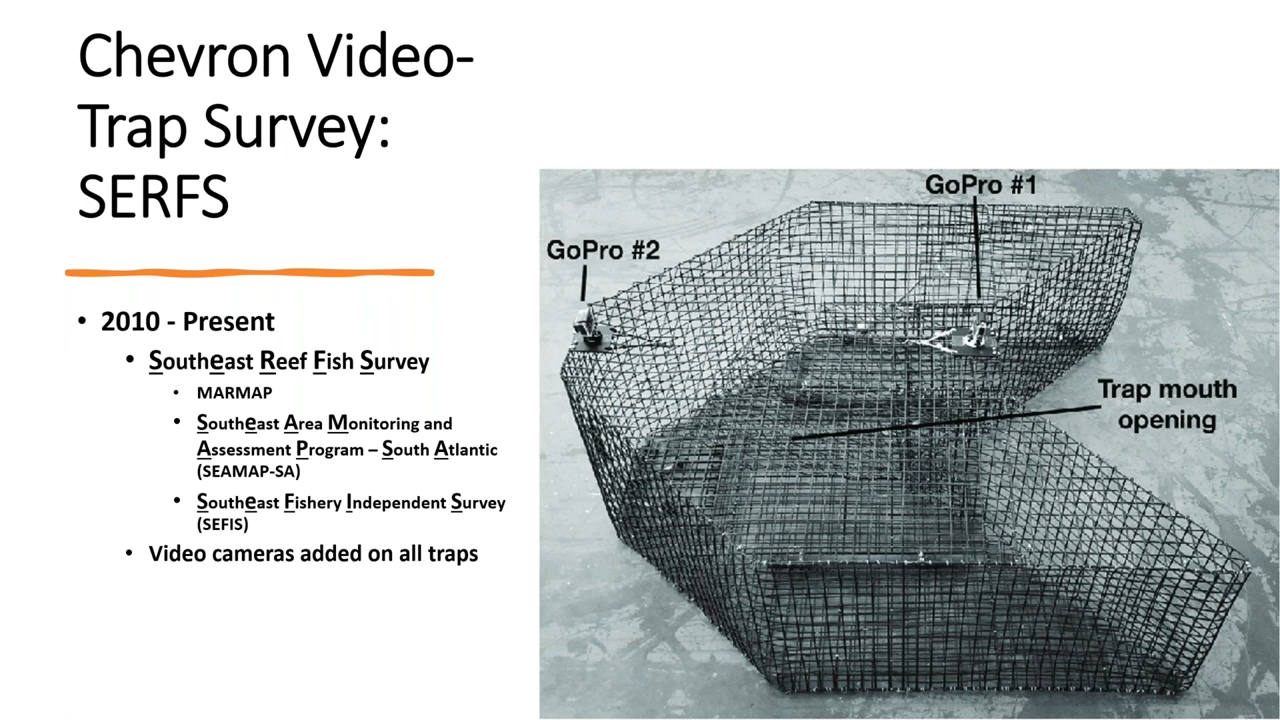 Chevron Video-
Trap Survey:
SERFS
• 2010 - Present
• Southeast Reef Fish Survey
• MARMAP
• Southeast Area Monitoring and
Assessment Program – South Atlantic
(SEAMAP-SA)
• Southeast Fishery Independent Survey
(SEFIS)
• Video cameras added on all traps
GoPro #1
GoPro #2
Trap mouth
opening